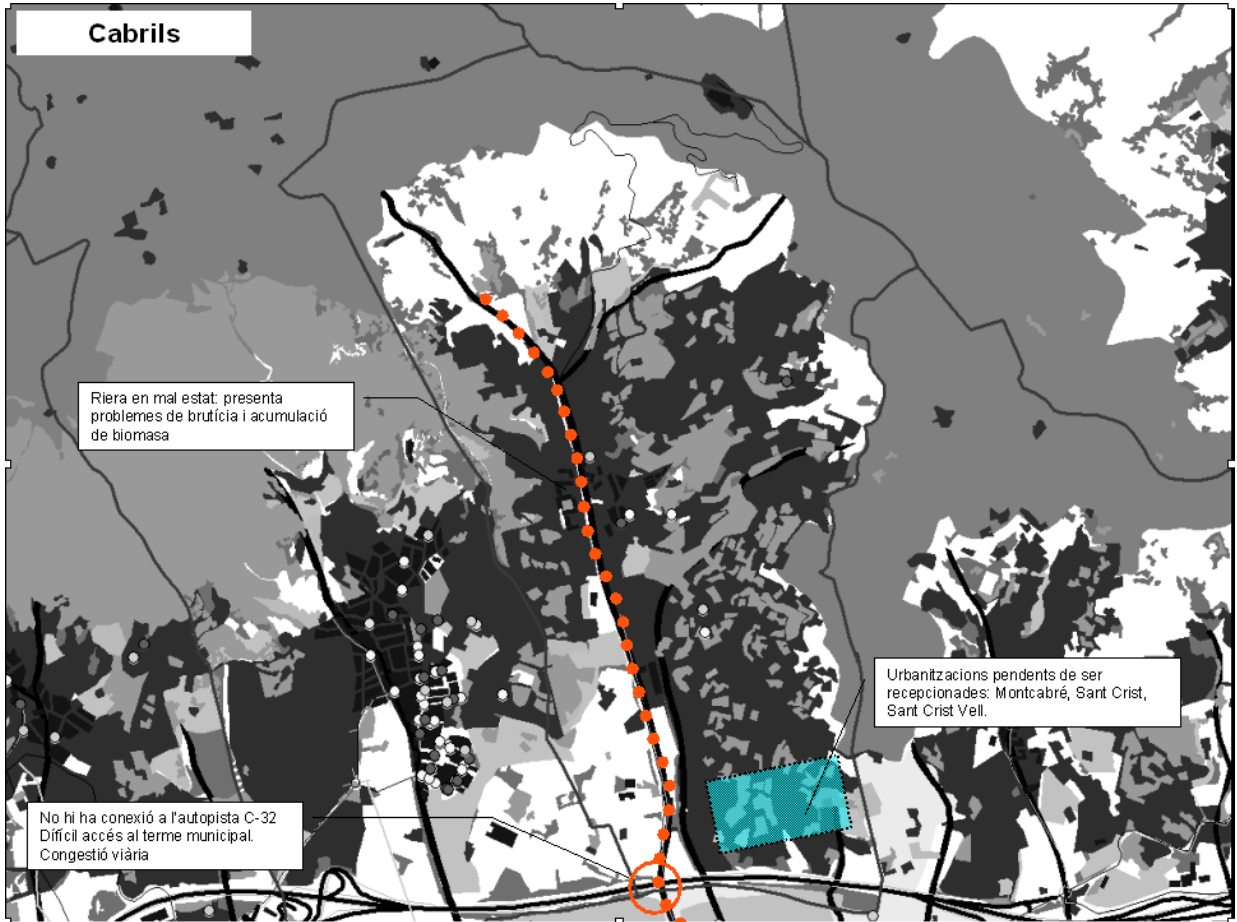 Cabrils
Riera en mal estat: presenta
problemes de brutícia i acumulació
de biomasa
Urbanitzacions pendents de ser
recepcionades: Montcabré, Sant Crist,
Sant Crist Vell.
No hi ha conexió a l'autopista C-32
Difícil accés al terme municipal.
Congestió viària